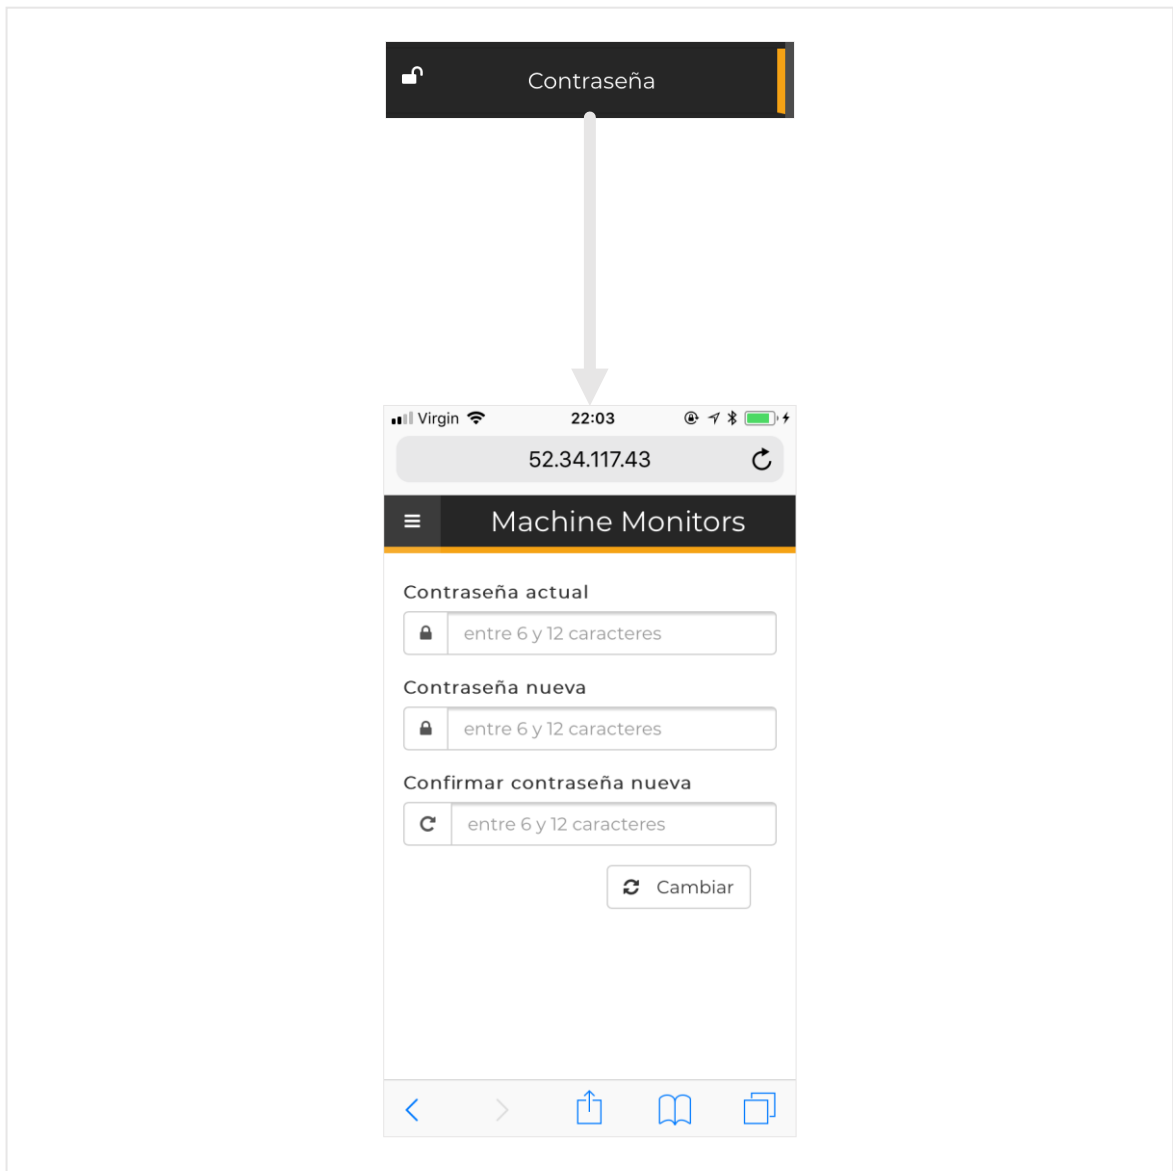 Contraseña
Virgin 22:03
52.34.117.43
Machine Monitors
Contraseña actual
entre 6 y 12 caracteres
Contraseña nueva
entre 6 y 12 caracteres
Confirmar contraseña nueva
entre 6 y 12 caracteres
Cambiar